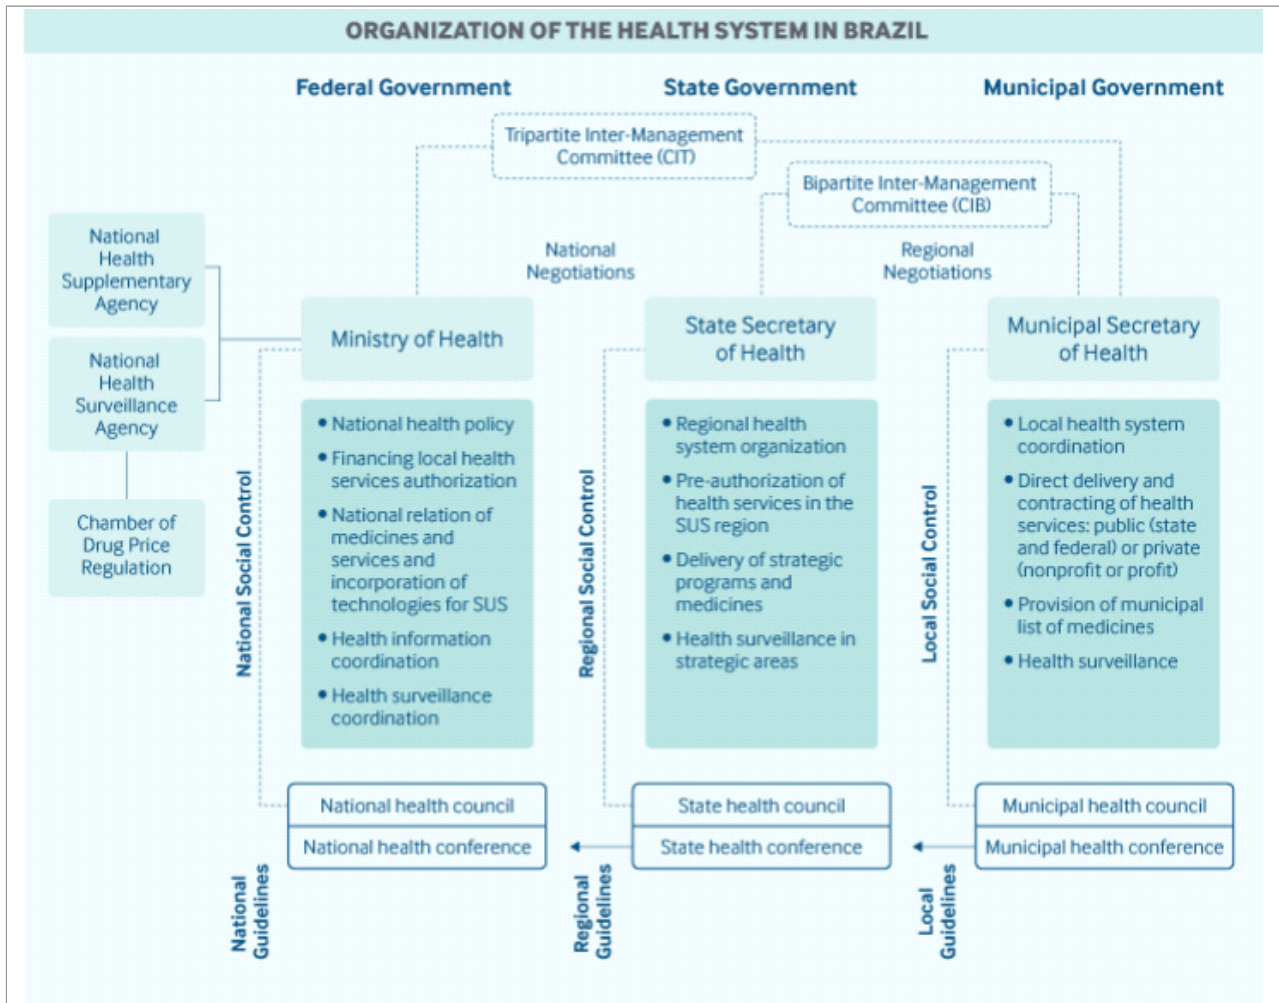 ORGANIZATION OF THE HEALTH SYSTEM IN BRAZIL
Federal Government
State Government
Municipal Government
Tripartite Inter-Management
Committee (CIT)
Bipartite Inter-Management
Committee (CIB)
National
Negotiations
Regional
Negotiations
National
Health
Supplementary
Agency
National
Health
Surveillance
Agency
Chamber of
Drug Price
Regulation
Ministry of Health
State Secretary
of Health
Municipal Secretary
of Health
National Social Control
• National health policy
• Financing local health
services authorization
• National relation of
medicines and
services and
incorporation of
technologies for SUS
• Health information
coordination
• Health surveillance
coordination
Regional Social Control
• Regional health
system organization
• Pre-authorization of
health services in the
SUS region
• Delivery of strategic
programs and
medicines
• Health surveillance in
strategic areas
Local Social Control
• Local health system
coordination
• Direct delivery and
contracting of health
services: public (state
and federal) or private
(nonprofit or profit)
• Provision of municipal
list of medicines
• Health surveillance
National health council
National health conference
State health council
State health conference
Municipal health council
Municipal health conference
National
Guidelines
Regional
Guidelines
Local
Guidelines